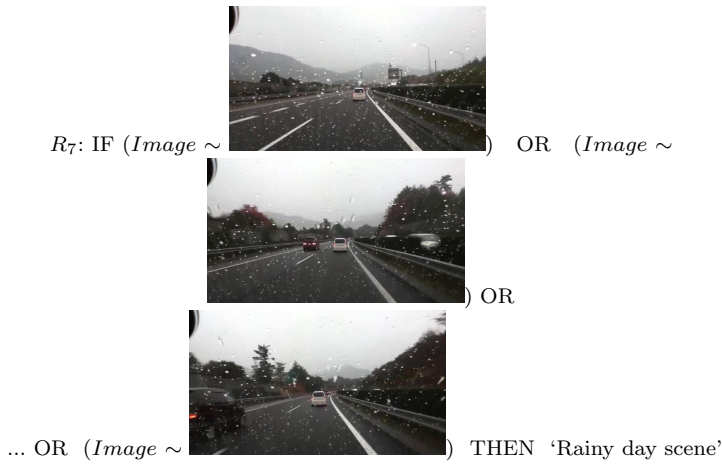 R₇: IF (Image ∼ ) OR (Image ∼
) OR
... OR (Image ∼ ) THEN ‘Rainy day scene’